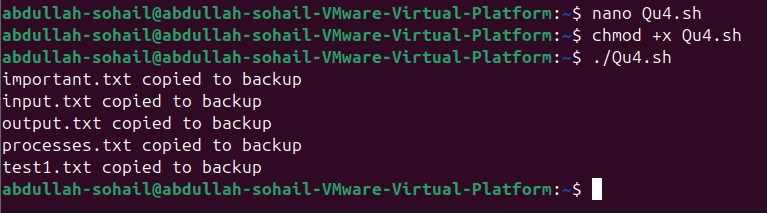 abdullah-sohail@abdullah-sohail-VMware-Virtual-Platform:~$ nano Qu4.sh
abdullah-sohail@abdullah-sohail-VMware-Virtual-Platform:~$ chmod +x Qu4.sh
abdullah-sohail@abdullah-sohail-VMware-Virtual-Platform:~$ ./Qu4.sh
important.txt copied to backup
input.txt copied to backup
output.txt copied to backup
processes.txt copied to backup
test1.txt copied to backup
abdullah-sohail@abdullah-sohail-VMware-Virtual-Platform:~$